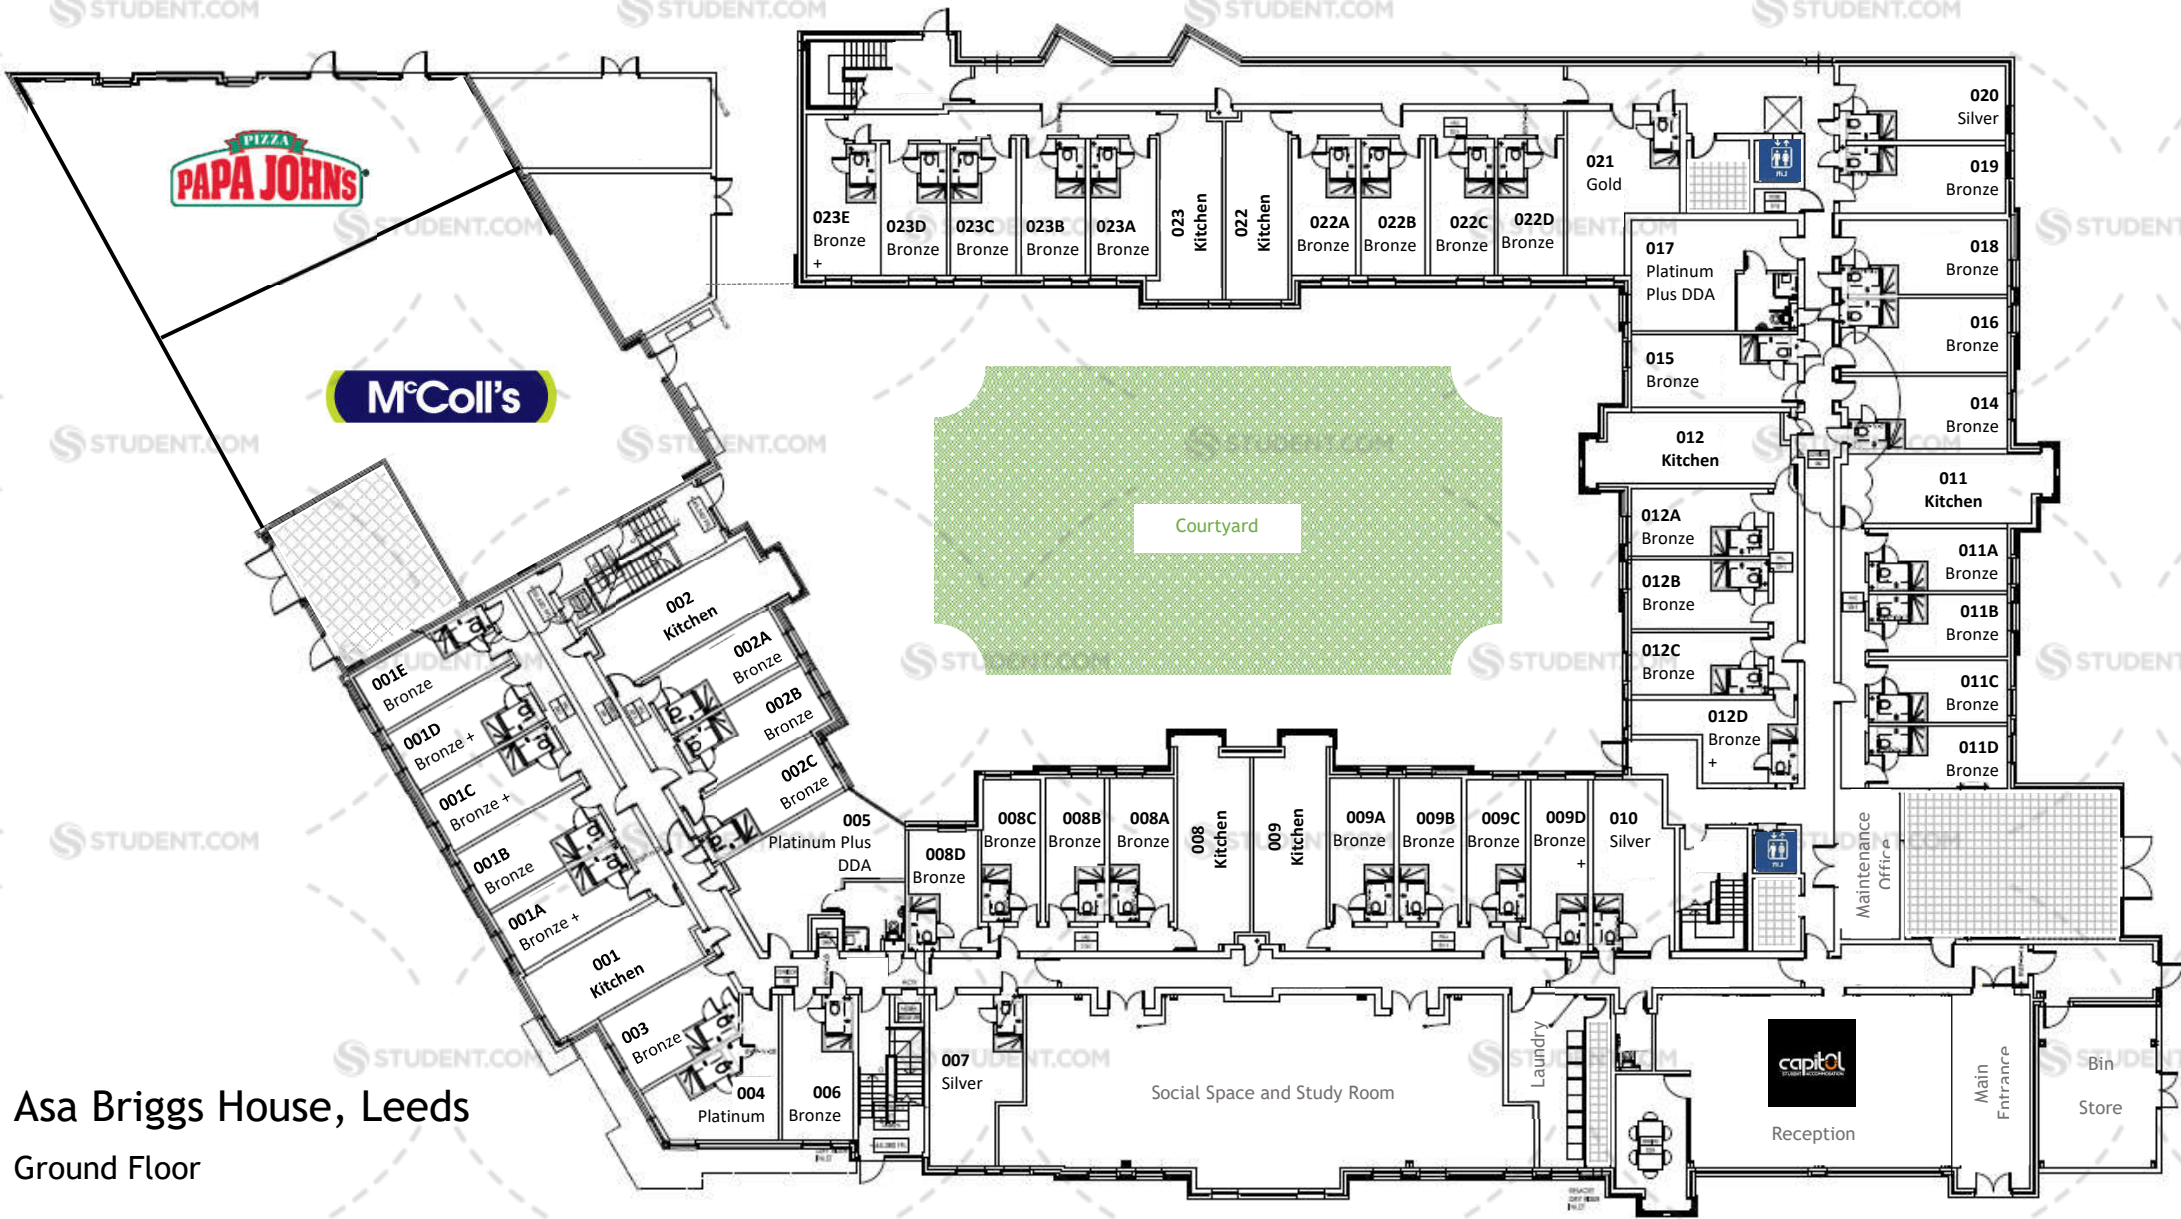 PIZZA
PAPA JOHN'S
McColl's
023E
Bronze
+
023D
Bronze
023C
Bronze
023B
Bronze
023A
Bronze
023
Kitchen
022
Kitchen
022A
Bronze
022B
Bronze
022C
Bronze
022D
Bronze
021
Gold
020
Silver
019
Bronze
018
Bronze
017
Platinum
Plus DDA
016
Bronze
015
Bronze
014
Bronze
012
Kitchen
011
Kitchen
012A
Bronze
012B
Bronze
012C
Bronze
012D
Bronze
+
011A
Bronze
011B
Bronze
011C
Bronze
011D
Bronze
Courtyard
002
Kitchen
002A
Bronze
002B
Bronze
002C
Bronze
001E
Bronze
001D
Bronze +
001C
Bronze +
001B
Bronze
001A
Bronze +
001
Kitchen
003
Bronze
004
Platinum
005
Platinum Plus
DDA
006
Bronze
007
Silver
008D
Bronze
008C
Bronze
008B
Bronze
008A
Bronze
008
Kitchen
009
Kitchen
009A
Bronze
009B
Bronze
009C
Bronze
009D
Bronze
+
010
Silver
Maintenance
Office
Social Space and Study Room
Laundry
capitol
STUDENT ACCOMMODATION
Reception
Main
Entrance
Bin
Store
Asa Briggs House, Leeds
Ground Floor
STUDENT.COM